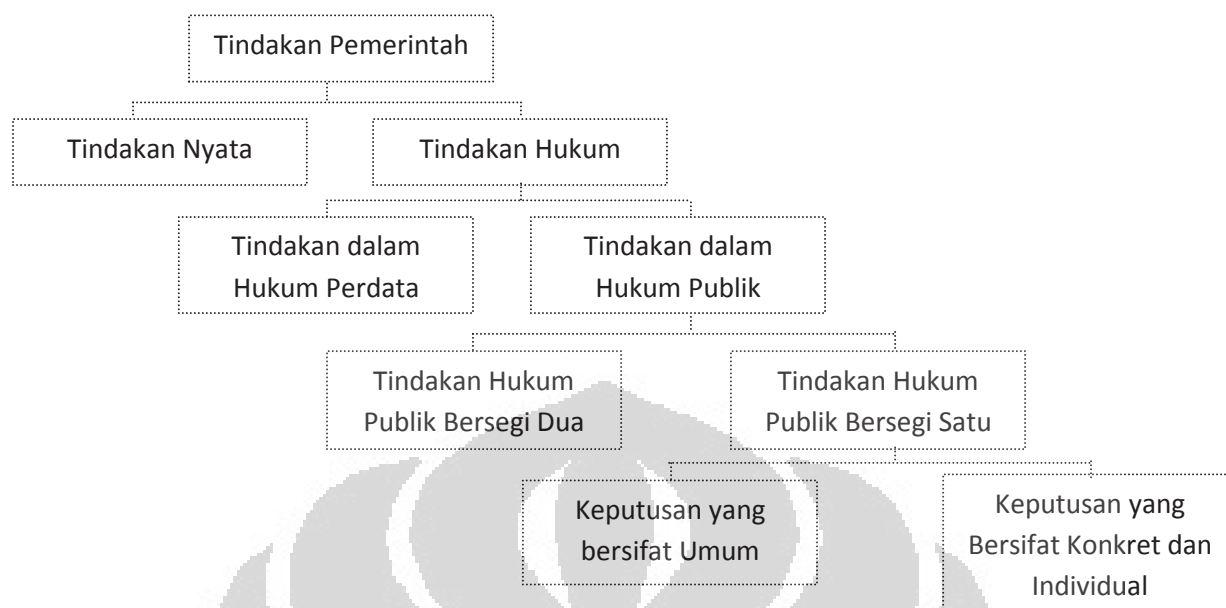 Tindakan Pemerintah
Tindakan Nyata
Tindakan Hukum
Tindakan dalam
Hukum Perdata
Tindakan dalam
Hukum Publik
Tindakan Hukum
Publik Bersegi Dua
Tindakan Hukum
Publik Bersegi Satu
Keputusan yang
bersifat Umum
Keputusan yang
Bersifat Konkret dan
Individual